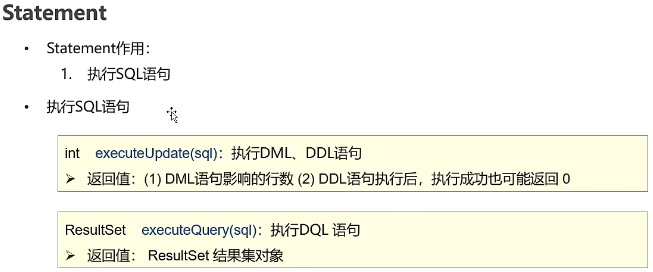 Statement
• Statement作用：
1. 执行SQL语句
• 执行SQL语句
int executeUpdate(sql)：执行DML、DDL语句
➢ 返回值：(1) DML语句影响的行数 (2) DDL语句执行后，执行成功也可能返回 0
ResultSet executeQuery(sql)：执行DQL 语句
➢ 返回值： ResultSet 结果集对象